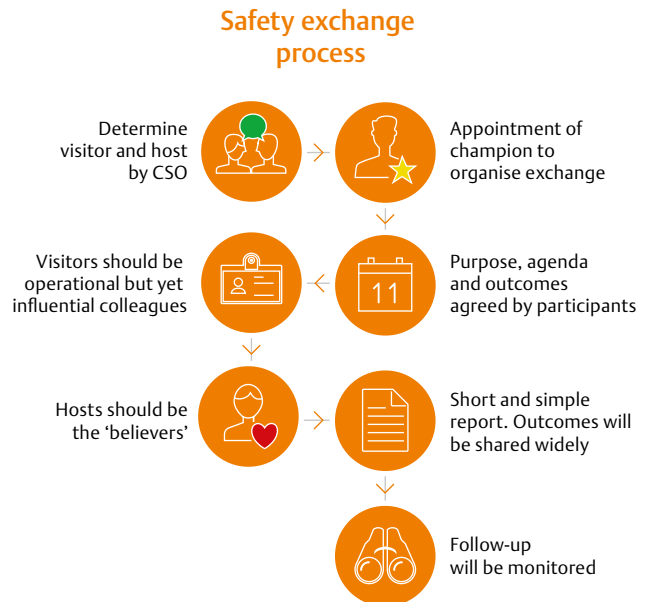 Safety exchange
process
Determine
visitor and host
by CSO
Appointment of
champion to
organise exchange
Purpose, agenda
and outcomes
agreed by participants
11
Visitors should be
operational but yet
influential colleagues
Hosts should be
the ‘believers’
Short and simple
report. Outcomes will
be shared widely
Follow-up
will be monitored